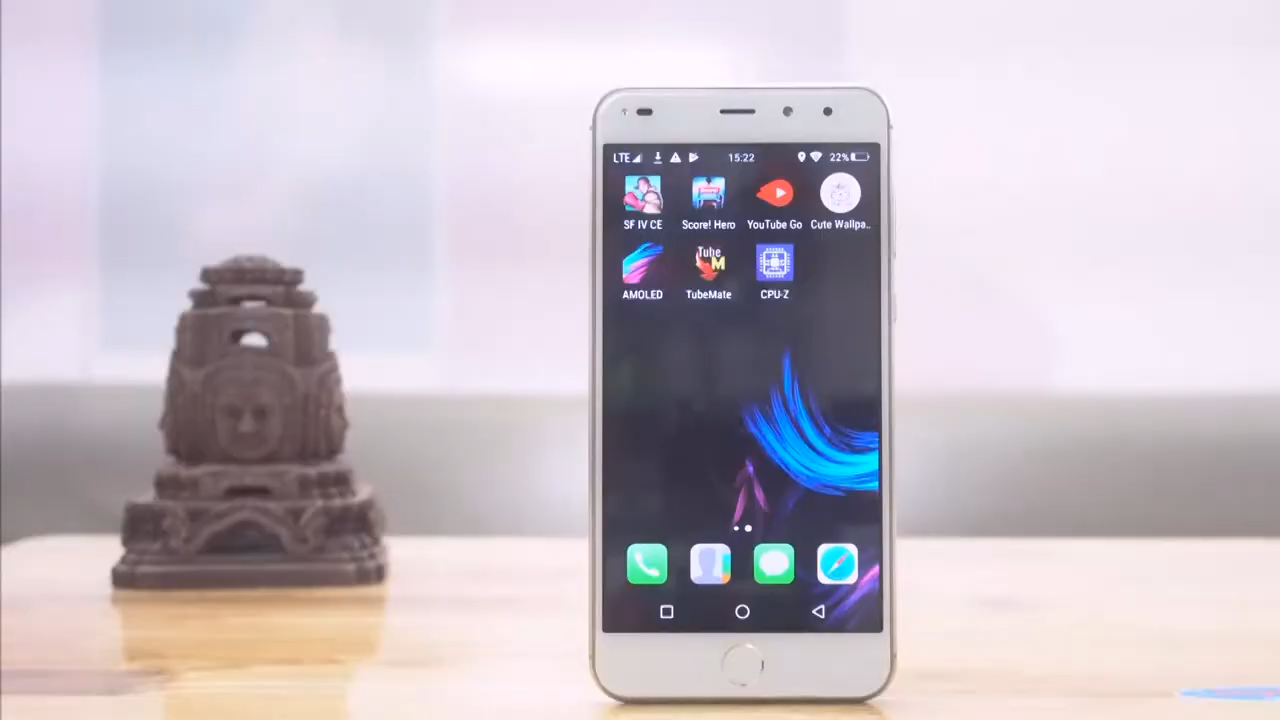 LTE 15:22 22%
SF IV CE Score! Hero YouTube Go Cute Wallpa..
Tube
M
AMOLED TubeMate CPU-Z